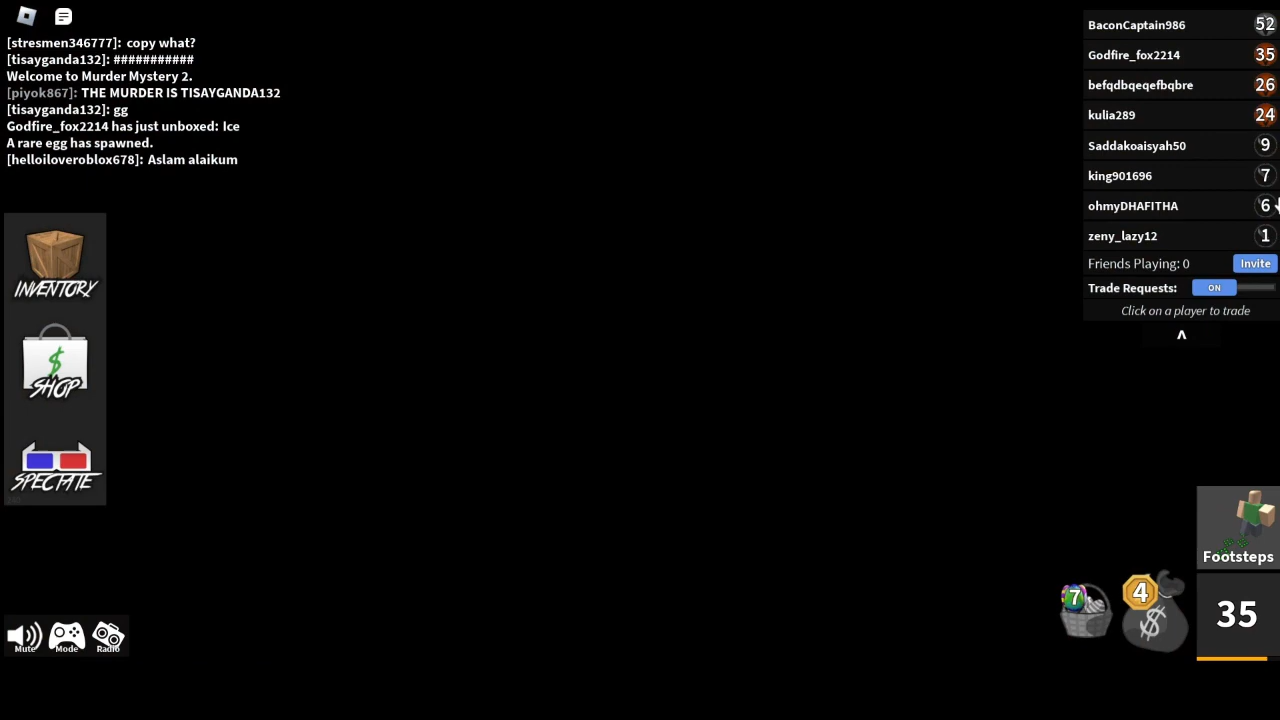 [stresmen346777]: copy what?
[tisayganda132]: ###########
Welcome to Murder Mystery 2.
[piyok867]: THE MURDER IS TISAYGANDA132
[tisayganda132]: gg
Godfire_fox2214 has just unboxed: Ice
A rare egg has spawned.
[helloiloveroblox678]: Aslam alaikum
INVENTORY
$
SHOP
SPECTATE
Mute
Mode
Radio
BaconCaptain986 52
Godfire_fox2214 35
befqdbqeqefbqbre 26
kulia289 24
Saddakoaisyah50 9
king901696 7
ohmyDHAFITHA 6
zeny_lazy12 1
Friends Playing: 0 Invite
Trade Requests: ON
Click on a player to trade
Footsteps
7
4
$
35